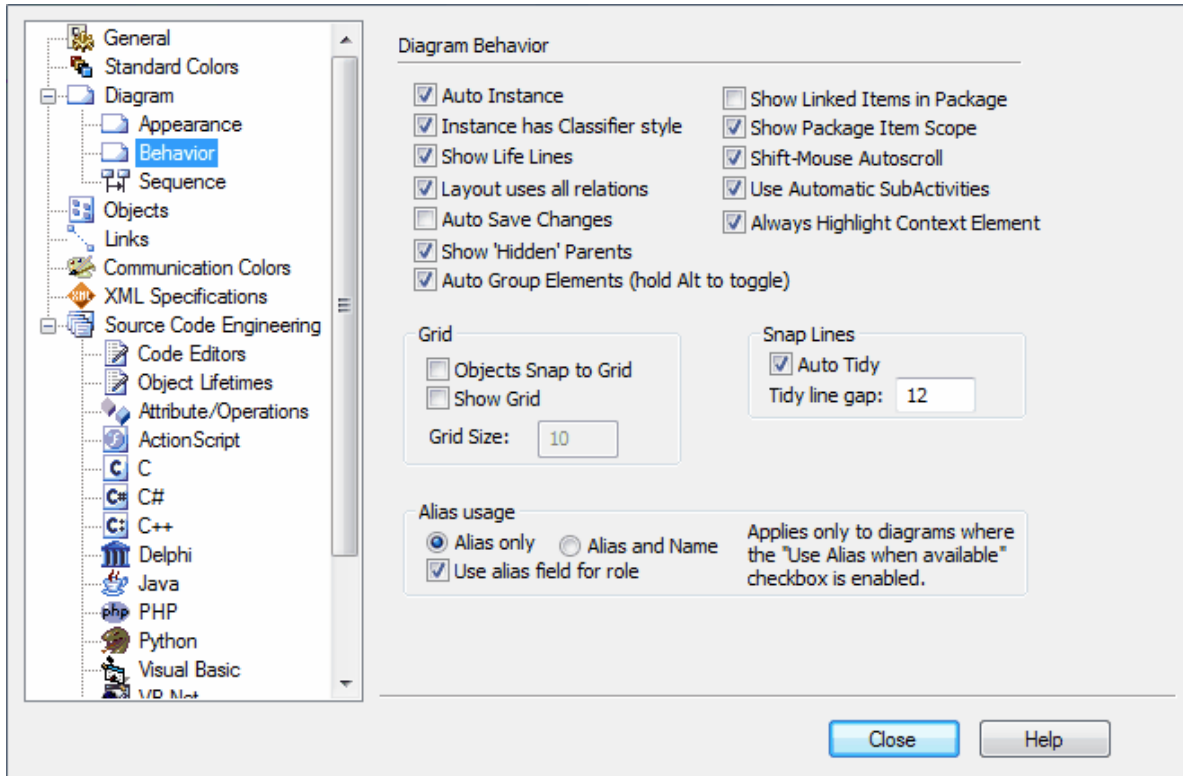 General
Standard Colors
Diagram
Appearance
Behavior
Sequence
Objects
Links
Communication Colors
XML Specifications
Source Code Engineering
Code Editors
Object Lifetimes
Attribute/Operations
ActionScript
C
C#
C++
Delphi
Java
php PHP
Python
Visual Basic
VB.Net
Diagram Behavior
Auto Instance
Instance has Classifier style
Show Life Lines
Layout uses all relations
Auto Save Changes
Show 'Hidden' Parents
Auto Group Elements (hold Alt to toggle)
Show Linked Items in Package
Show Package Item Scope
Shift-Mouse Autoscroll
Use Automatic SubActivities
Always Highlight Context Element
Grid
Objects Snap to Grid
Show Grid
Grid Size: 10
Snap Lines
Auto Tidy
Tidy line gap: 12
Alias usage
Alias only Alias and Name
Use alias field for role
Applies only to diagrams where
the "Use Alias when available"
checkbox is enabled.
Close Help